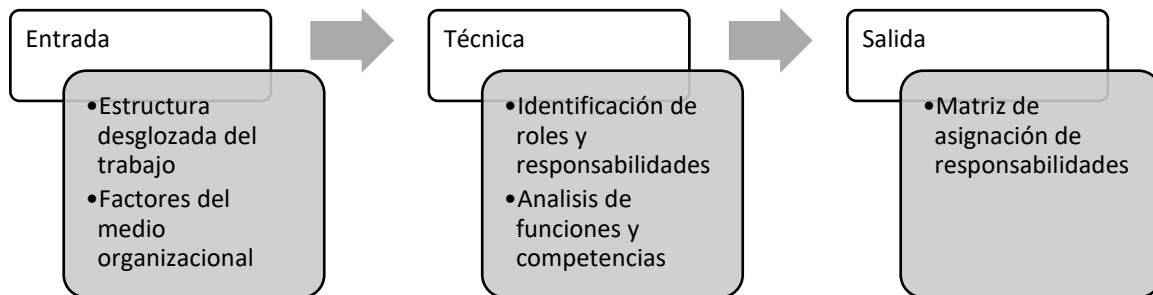 Entrada
•Estructura
desglozada del
trabajo
•Factores del
medio
organizacional
Técnica
•Identificación de
roles y
responsabilidades
•Analisis de
funciones y
competencias
Salida
•Matriz de
asignación de
responsabilidades